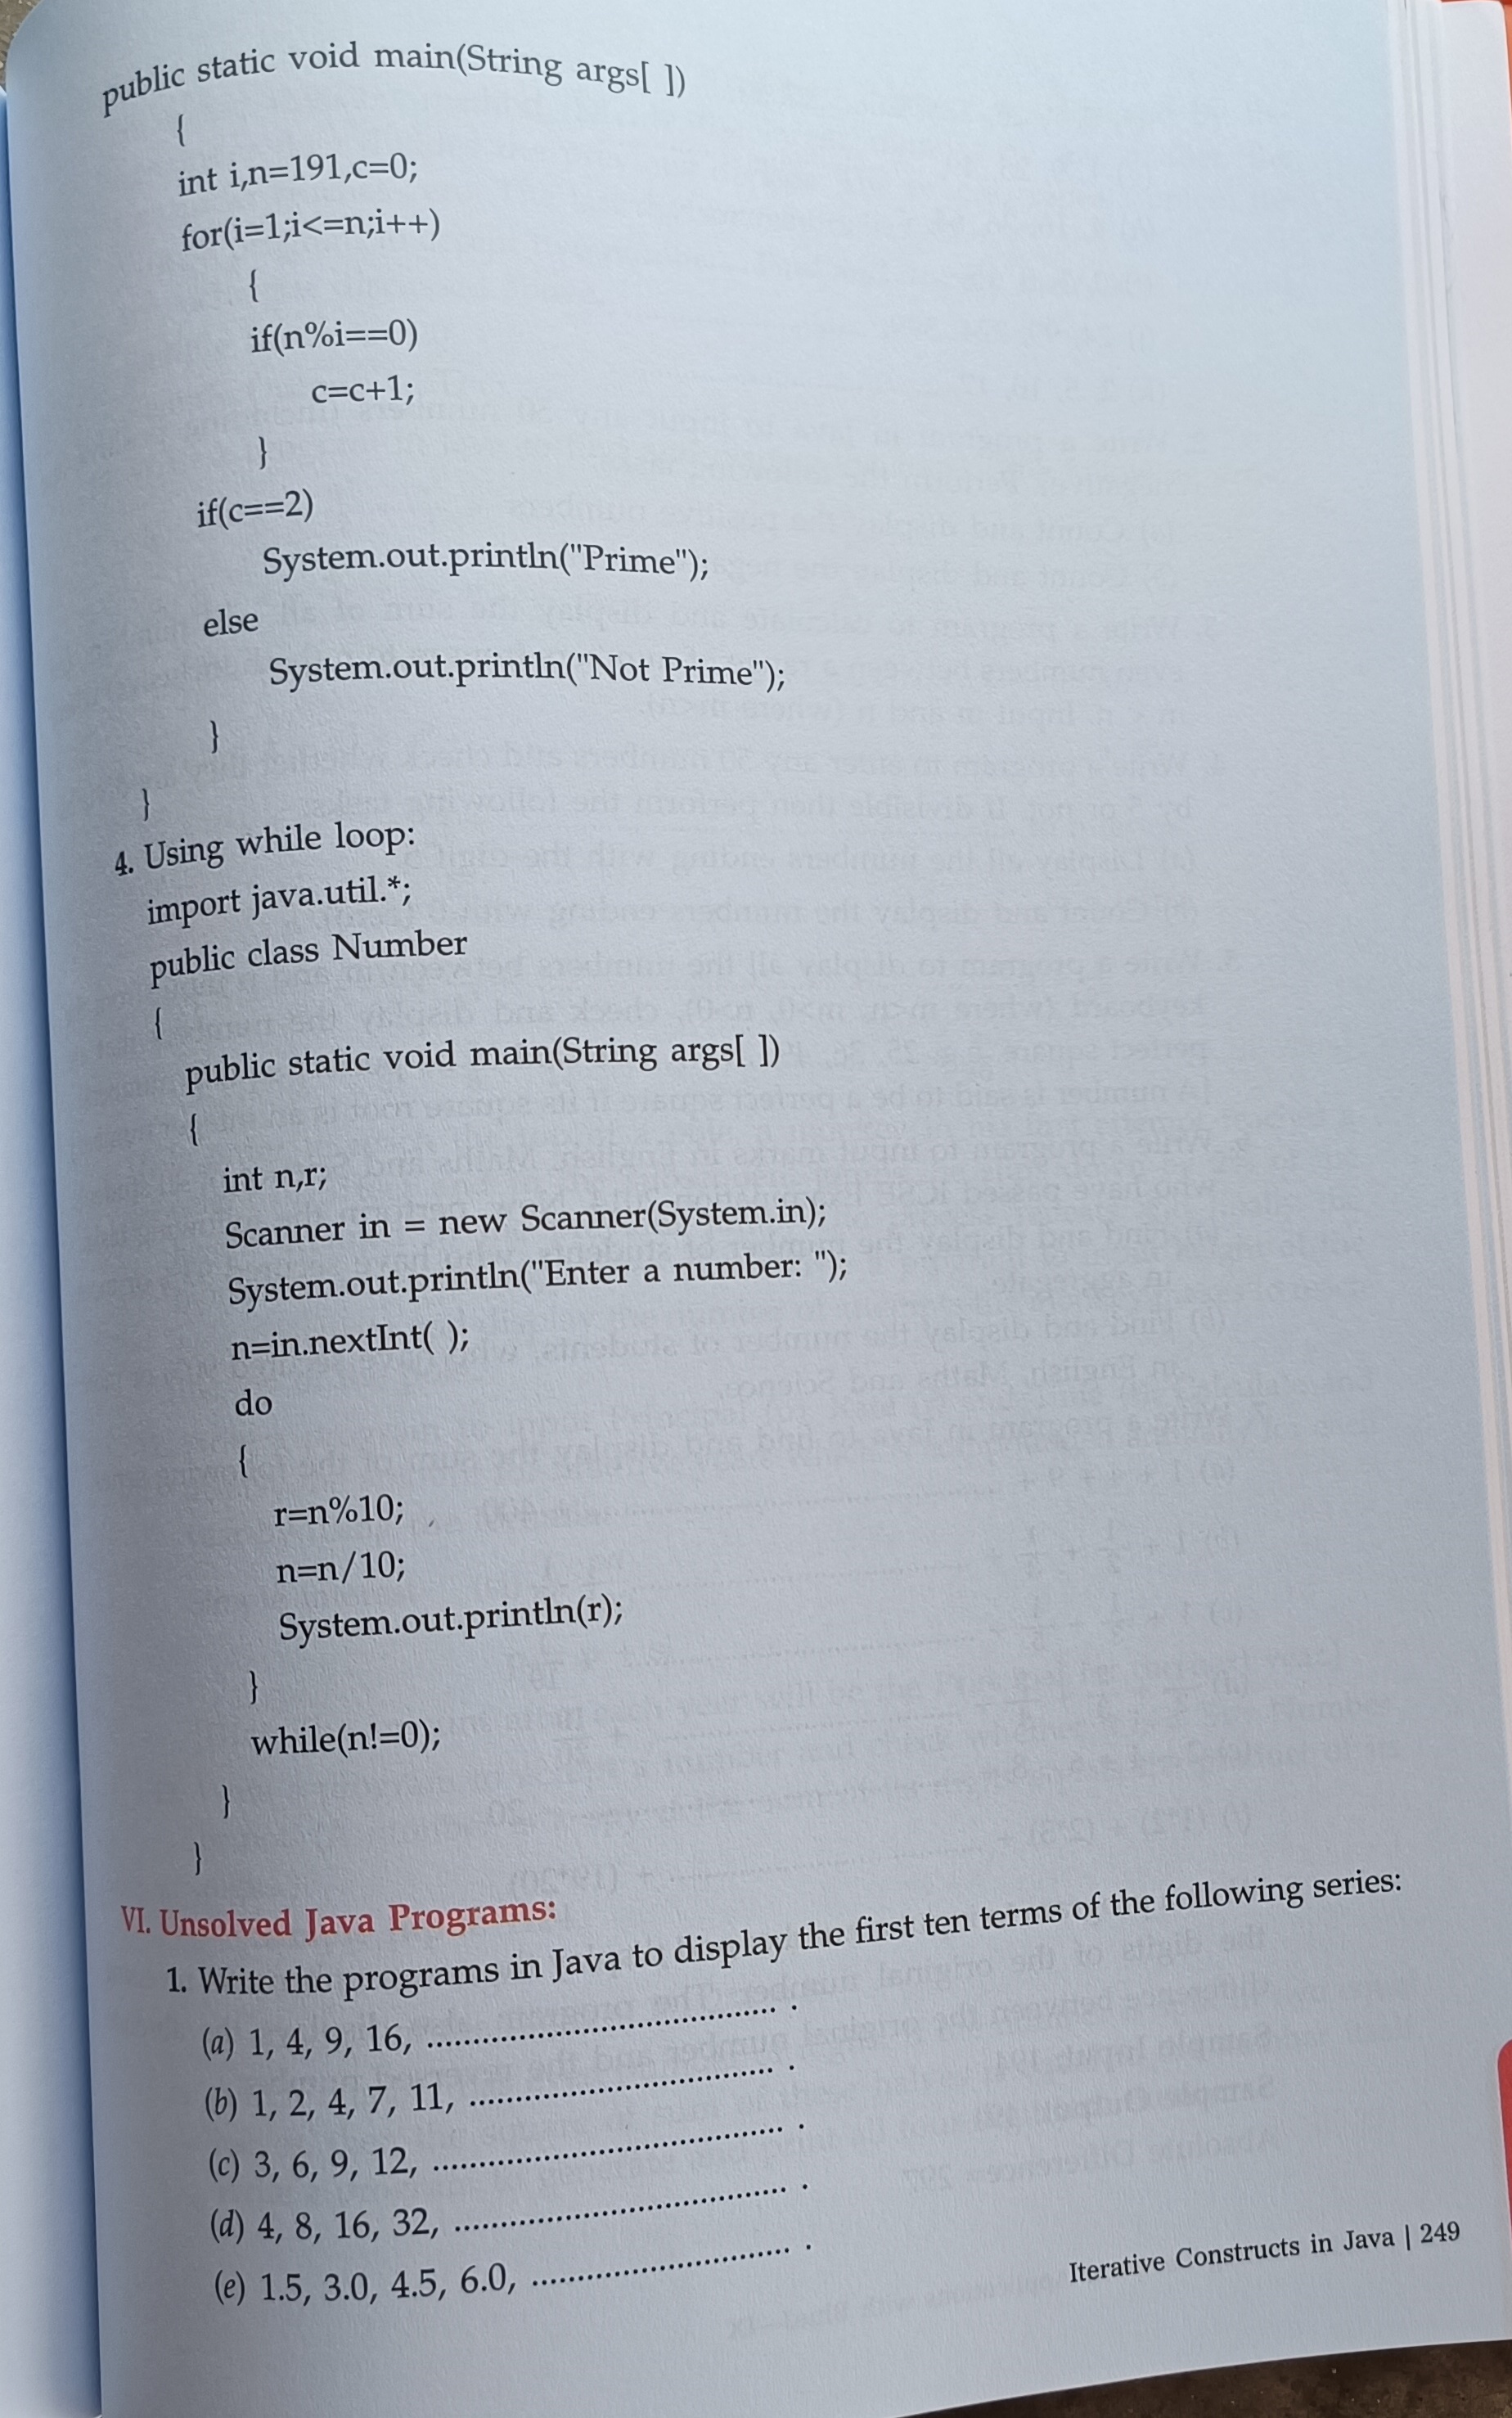 public static void main(String args[ ])
{
int i,n=191,c=0;
for(i=1;i<=n;i++)
{
if(n%i==0)
c=c+1;
}
if(c==2)
System.out.println("Prime");
else
System.out.println("Not Prime");
}
}
4. Using while loop:
import java.util.*;
public class Number
{
public static void main(String args[ ])
{
int n,r;
Scanner in = new Scanner(System.in);
System.out.println("Enter a number: ");
n=in.nextInt( );
do
{
r=n%10;
n=n/10;
System.out.println(r);
}
while(n!=0);
}
}
VI. Unsolved Java Programs:
1. Write the programs in Java to display the first ten terms of the following series:
(a) 1, 4, 9, 16, ...................................... .
(b) 1, 2, 4, 7, 11, ................................. .
(c) 3, 6, 9, 12, ...................................... .
(d) 4, 8, 16, 32, ..................................... .
(e) 1.5, 3.0, 4.5, 6.0, ............................ .
Iterative Constructs in Java | 249